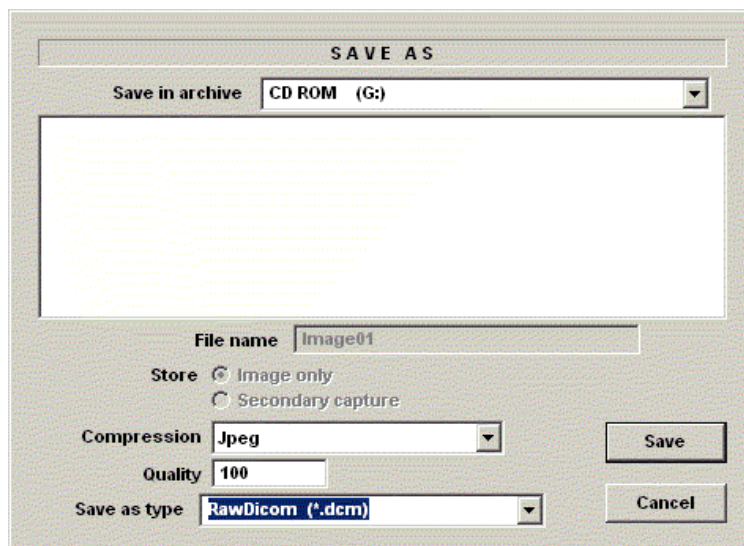 SAVE AS
Save in archive CD ROM (G:)
File name Image01
Store Image only
Secondary capture
Compression Jpeg
Save
Quality 100
Save as type RawDicom (*.dcm)
Cancel